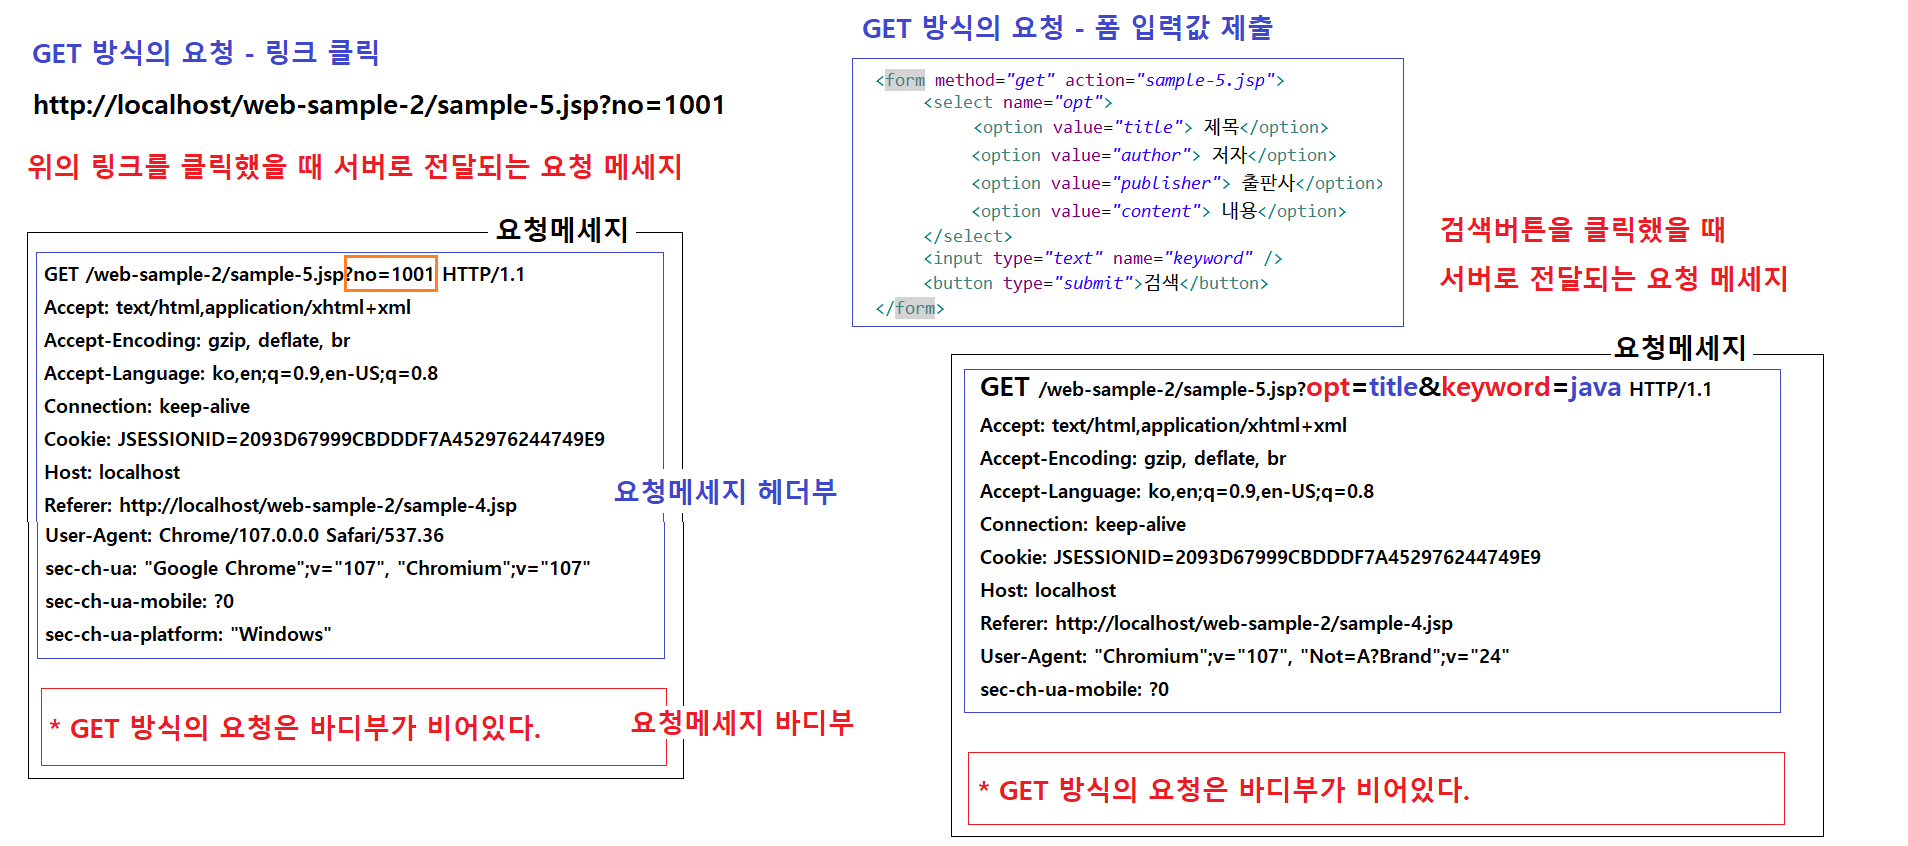 GET 방식의 요청 - 링크 클릭
http://localhost/web-sample-2/sample-5.jsp?no=1001
위의 링크를 클릭했을 때 서버로 전달되는 요청 메세지
요청메세지
GET /web-sample-2/sample-5.jsp?no=1001 HTTP/1.1
Accept: text/html,application/xhtml+xml
Accept-Encoding: gzip, deflate, br
Accept-Language: ko,en;q=0.9,en-US;q=0.8
Connection: keep-alive
Cookie: JSESSIONID=2093D67999CBDDDF7A452976244749E9
Host: localhost
Referer: http://localhost/web-sample-2/sample-4.jsp
User-Agent: Chrome/107.0.0.0 Safari/537.36
sec-ch-ua: "Google Chrome";v="107", "Chromium";v="107"
sec-ch-ua-mobile: ?0
sec-ch-ua-platform: "Windows"
요청메세지 헤더부
* GET 방식의 요청은 바디부가 비어있다.
요청메세지 바디부
GET 방식의 요청 - 폼 입력값 제출
<form method="get" action="sample-5.jsp">
<select name="opt">
<option value="title"> 제목</option>
<option value="author"> 저자</option>
<option value="publisher"> 출판사</option>
<option value="content"> 내용</option>
</select>
<input type="text" name="keyword" />
<button type="submit">검색</button>
</form>
검색버튼을 클릭했을 때
서버로 전달되는 요청 메세지
요청메세지
GET /web-sample-2/sample-5.jsp?opt=title&keyword=java HTTP/1.1
Accept: text/html,application/xhtml+xml
Accept-Encoding: gzip, deflate, br
Accept-Language: ko,en;q=0.9,en-US;q=0.8
Connection: keep-alive
Cookie: JSESSIONID=2093D67999CBDDDF7A452976244749E9
Host: localhost
Referer: http://localhost/web-sample-2/sample-4.jsp
User-Agent: "Chromium";v="107", "Not=A?Brand";v="24"
sec-ch-ua-mobile: ?0
* GET 방식의 요청은 바디부가 비어있다.